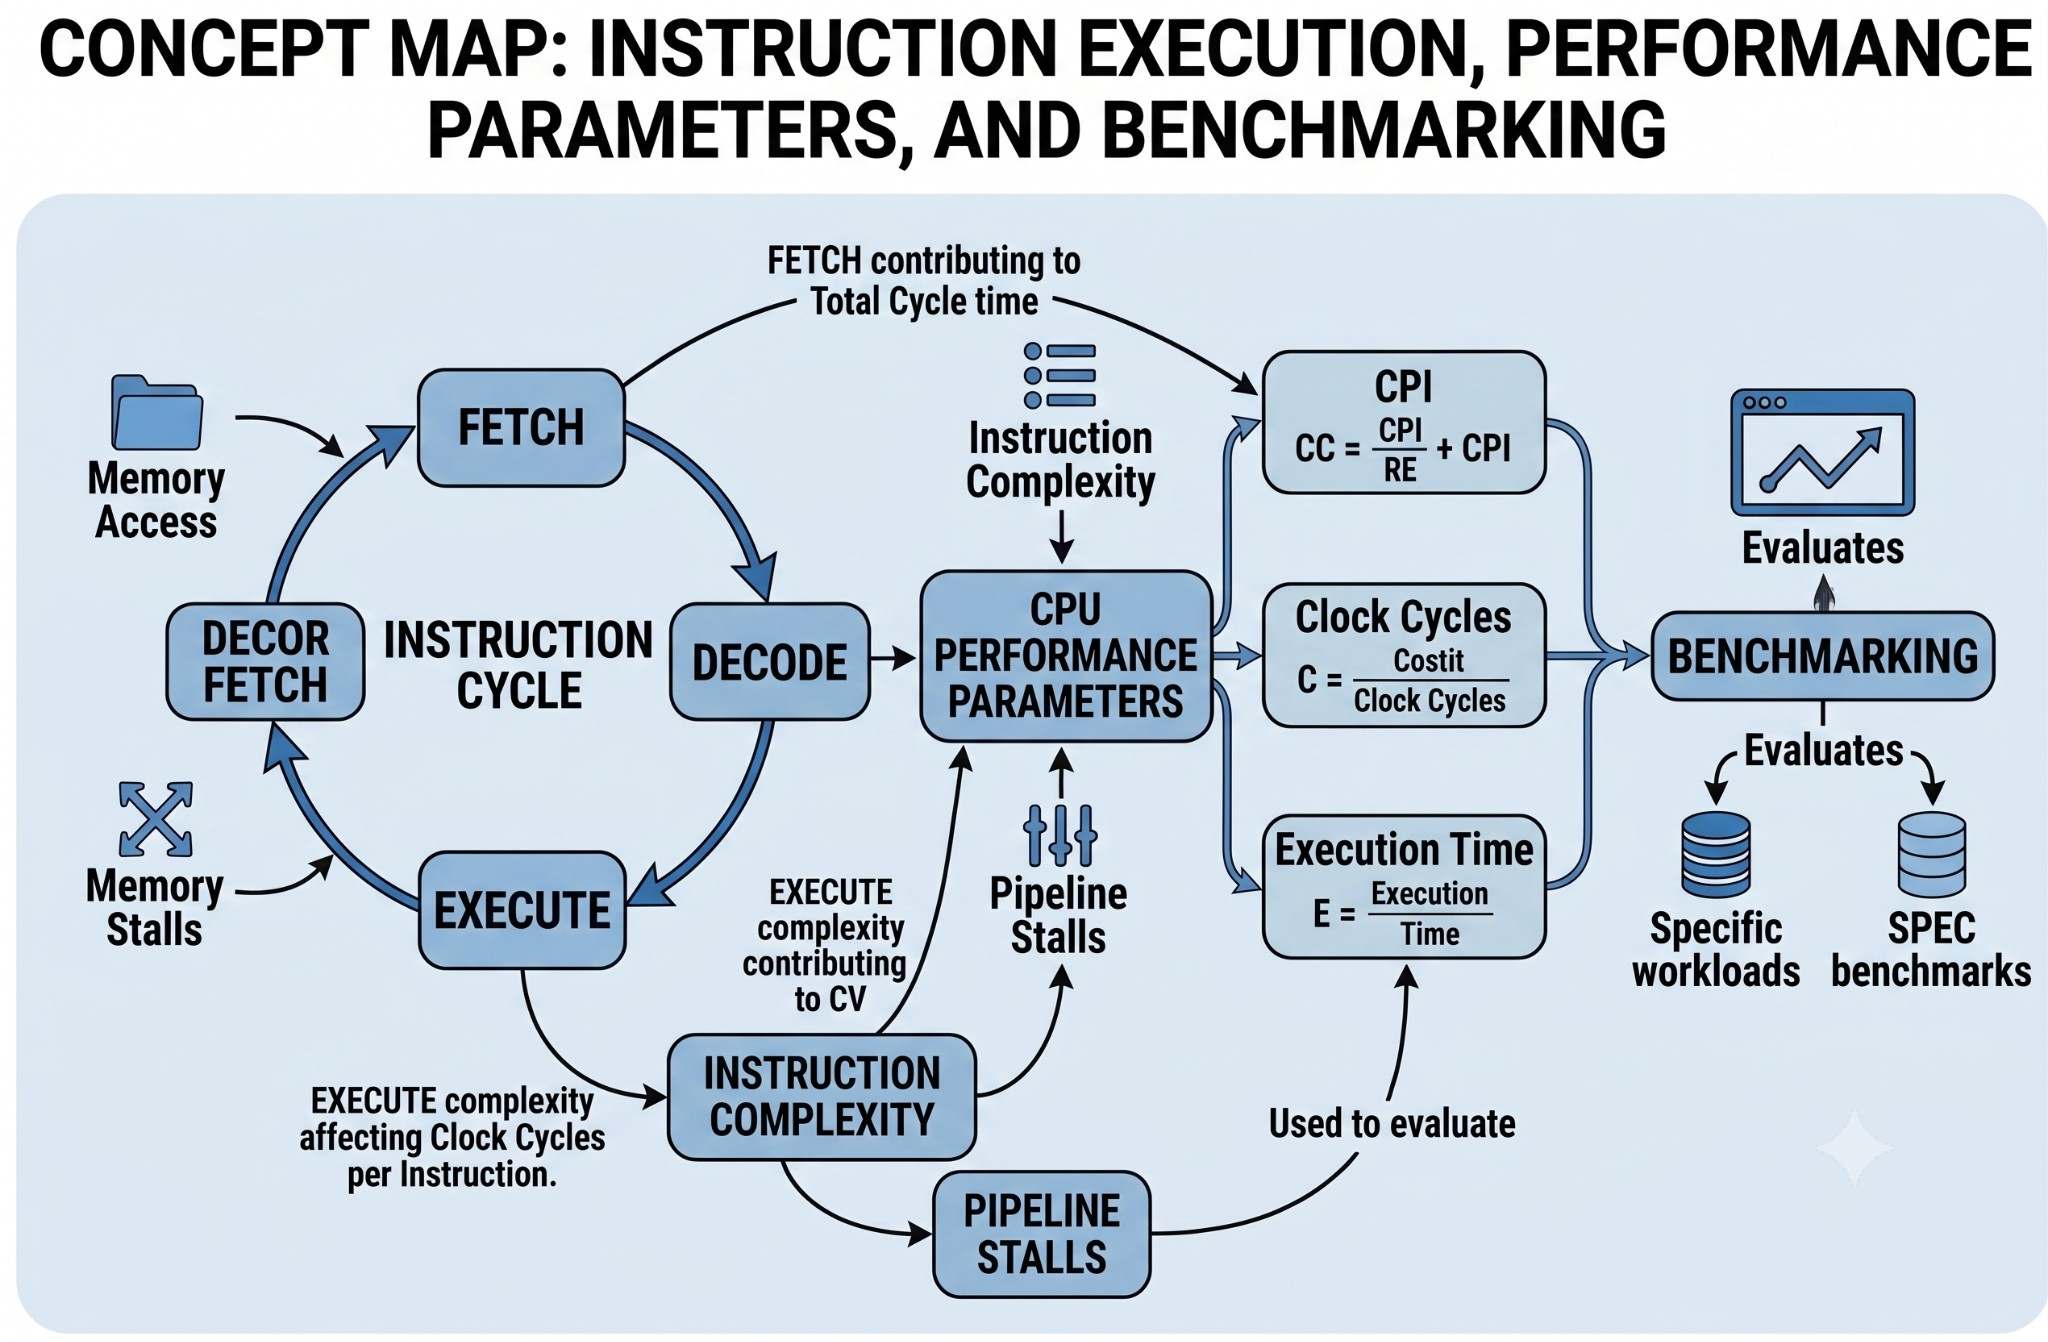 CONCEPT MAP: INSTRUCTION EXECUTION, PERFORMANCE
PARAMETERS, AND BENCHMARKING
FETCH contributing to
Total Cycle time
Memory
Access
FETCH
Instruction
Complexity
CPI
CC = CPI / RE + CPI
Evaluates
DECOR
FETCH
INSTRUCTION
CYCLE
DECODE
CPU
PERFORMANCE
PARAMETERS
Clock Cycles
C = Costit / Clock Cycles
BENCHMARKING
Evaluates
Memory
Stalls
EXECUTE
EXECUTE
complexity
contributing
to CV
Pipeline
Stalls
Execution Time
E = Execution / Time
Specific
workloads
SPEC
benchmarks
EXECUTE complexity
affecting Clock Cycles
per Instruction.
INSTRUCTION
COMPLEXITY
Used to evaluate
PIPELINE
STALLS